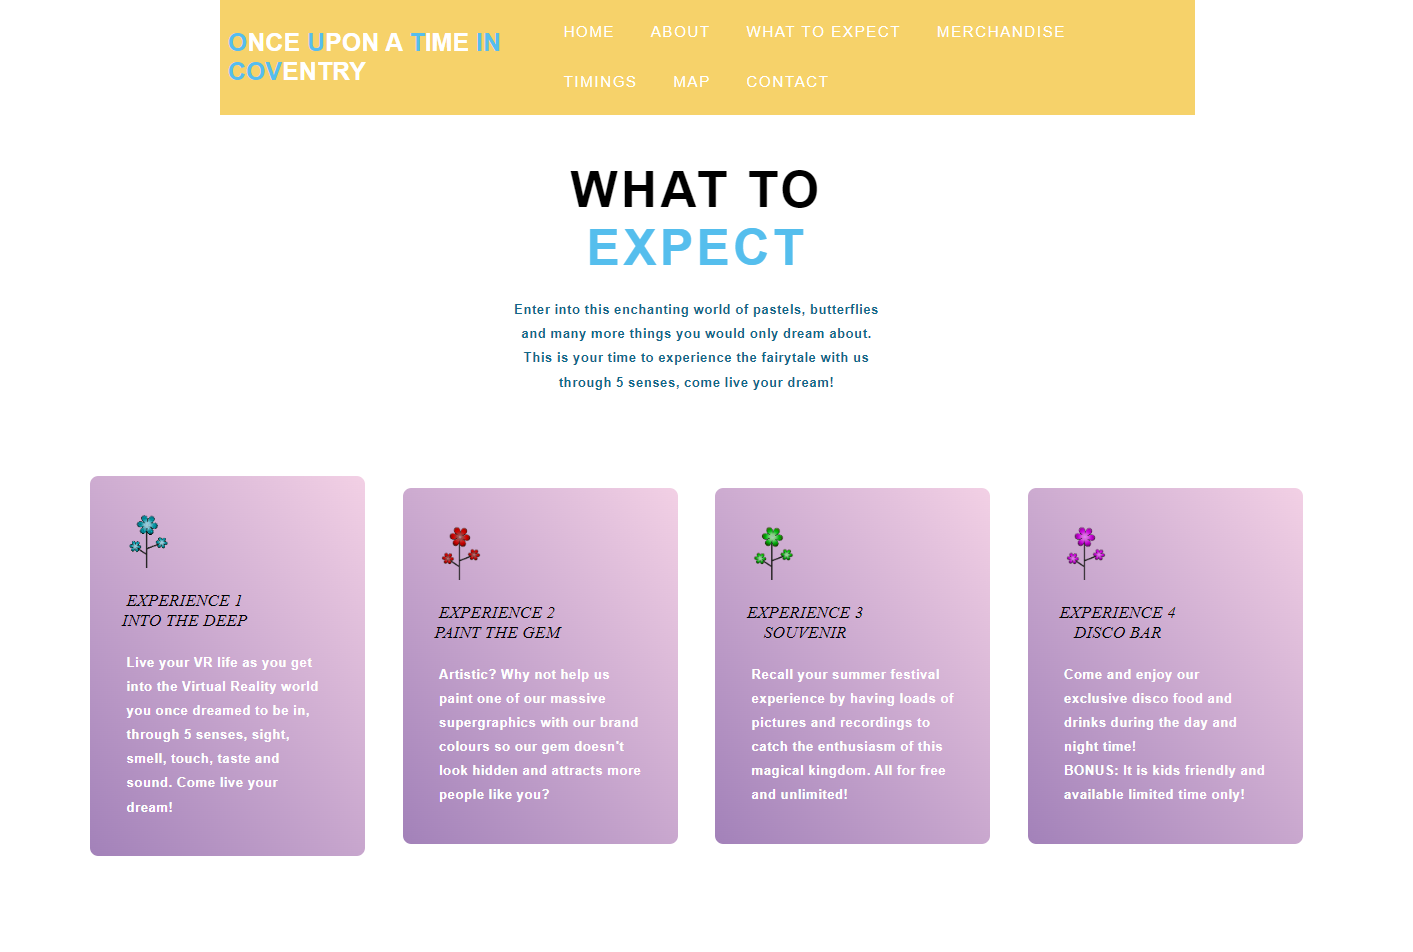 ONCE UPON A TIME IN
COVENTRY
HOME ABOUT WHAT TO EXPECT MERCHANDISE
TIMINGS MAP CONTACT
WHAT TO
EXPECT
Enter into this enchanting world of pastels, butterflies
and many more things you would only dream about.
This is your time to experience the fairytale with us
through 5 senses, come live your dream!
EXPERIENCE 1
INTO THE DEEP
Live your VR life as you get
into the Virtual Reality world
you once dreamed to be in,
through 5 senses, sight,
smell, touch, taste and
sound. Come live your
dream!
EXPERIENCE 2
PAINT THE GEM
Artistic? Why not help us
paint one of our massive
supergraphics with our brand
colours so our gem doesn't
look hidden and attracts more
people like you?
EXPERIENCE 3
SOUVENIR
Recall your summer festival
experience by having loads of
pictures and recordings to
catch the enthusiasm of this
magical kingdom. All for free
and unlimited!
EXPERIENCE 4
DISCO BAR
Come and enjoy our
exclusive disco food and
drinks during the day and
night time!
BONUS: It is kids friendly and
available limited time only!